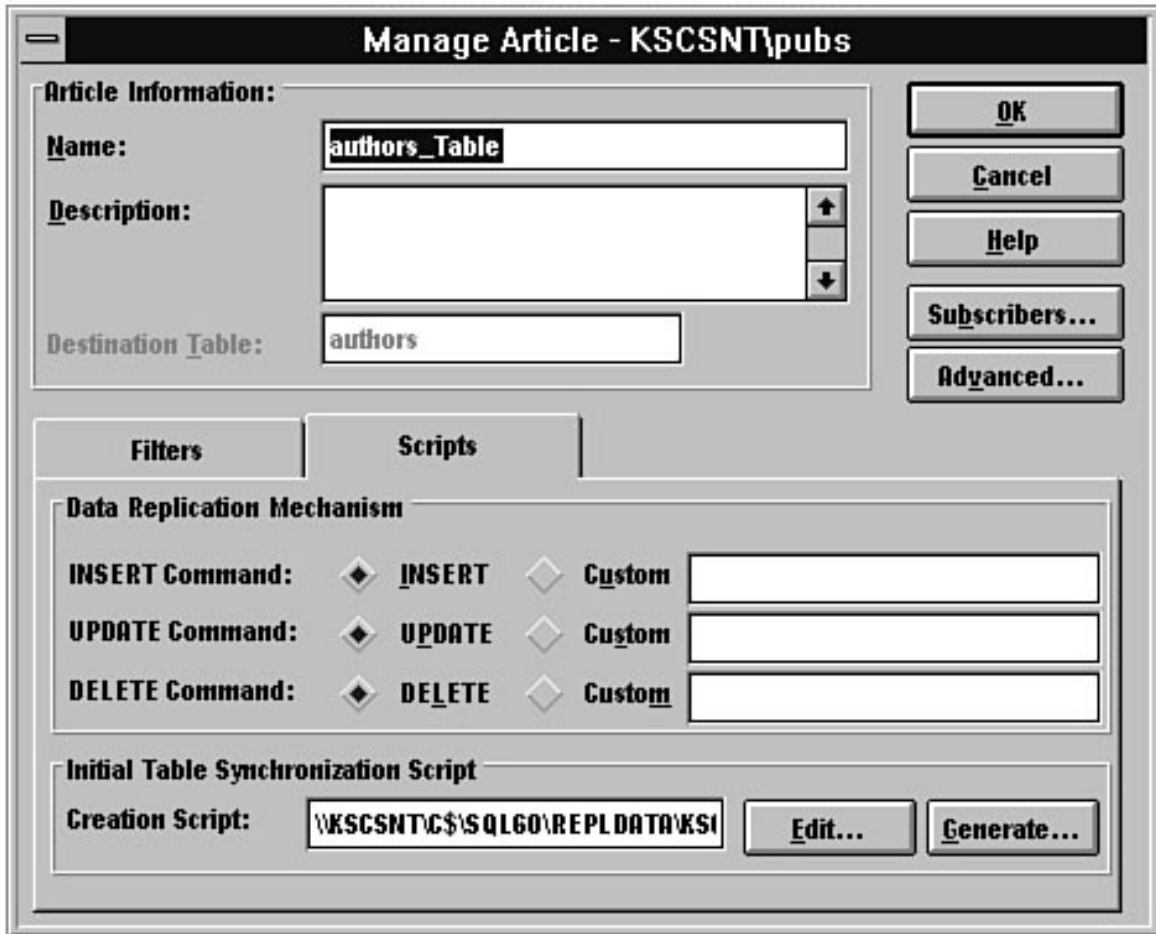 Manage Article - KSCSNT\pubs
Article Information:
Name: authors_Table
Description:
Destination Table: authors
OK
Cancel
Help
Subscribers...
Advanced...
Filters Scripts
Data Replication Mechanism
INSERT Command: INSERT Custom
UPDATE Command: UPDATE Custom
DELETE Command: DELETE Custom
Initial Table Synchronization Script
Creation Script: \\KSCSNT\C$\SQL60\REPLDATA\KS Edit... Generate...